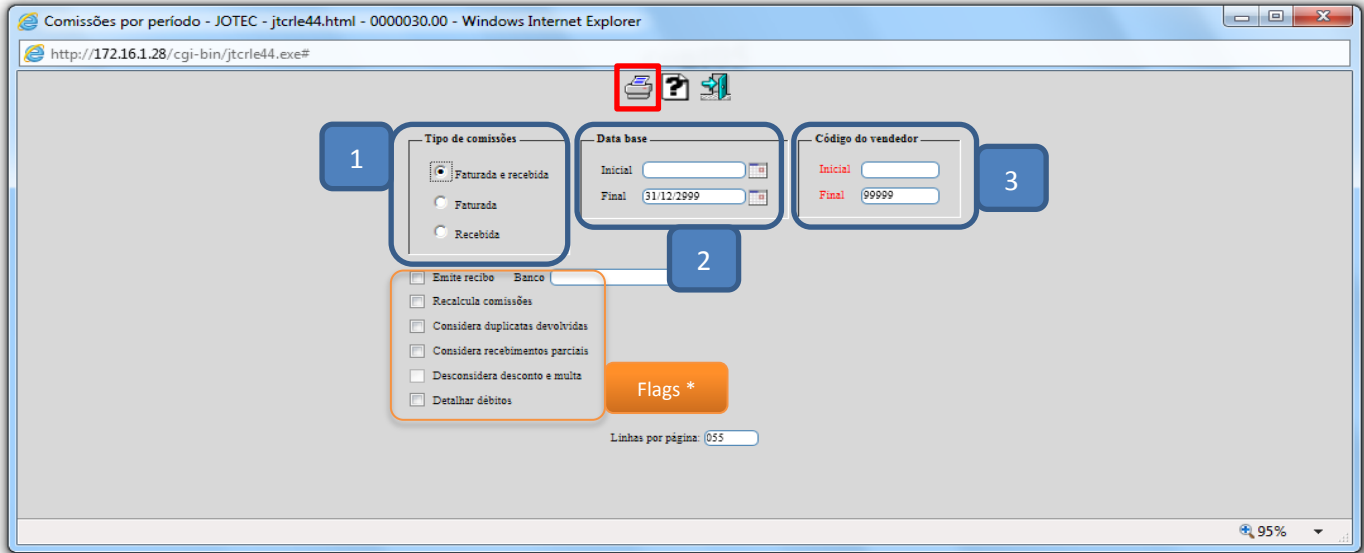 Comissões por período - JOTEC - jtcrle44.html - 0000030.00 - Windows Internet Explorer
http://172.16.1.28/cgi-bin/jtcrle44.exe#
1
Tipo de comissões
Faturada e recebida
Faturada
Recebida
Data base
Inicial
Final 31/12/2999
2
Código do vendedor
Inicial
Final 99999
3
Emite recibo Banco
Recalcula comissões
Considera duplicatas devolvidas
Considera recebimentos parciais
Desconsidera desconto e multa
Detalhar débitos
Flags *
Linhas por página: 055
95%